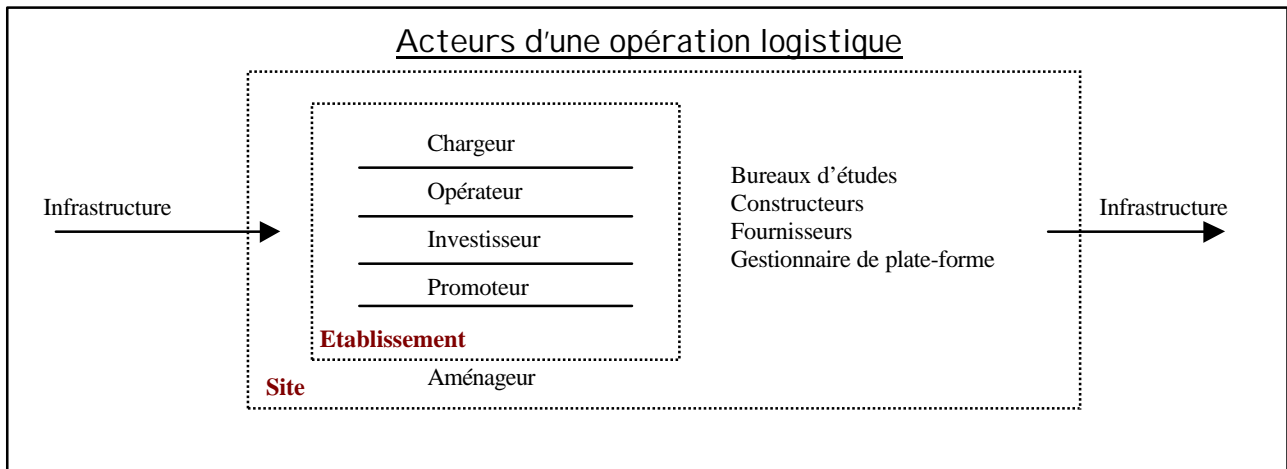 Acteurs d'une opération logistique
Chargeur
Opérateur
Investisseur
Promoteur
Etablissement
Aménageur
Site
Bureaux d'études
Constructeurs
Fournisseurs
Gestionnaire de plate-forme
Infrastructure
Infrastructure